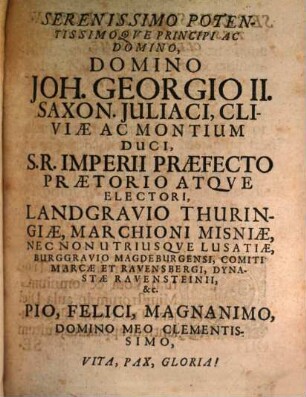 SERENISSIMO POTEN-
TISSIMOQVE PRINCIPI AC
DOMINO,
DOMINO
JOH. GEORGIO II.
SAXON. JULIACI, CLI-
VIÆ AC MONTIUM
DUCI,
S.R. IMPERII PRÆFECTO
PRÆTORIO ATQVE
ELECTORI,
LANDGRAVIO THURIN-
GIÆ, MARCHIONI MISNIÆ,
NEC NON UTRIUSQVE LUSATIÆ,
BURGGRAVIO MAGDEBURGENSI, COMITI
MARCÆ ET RAVENSBERGI, DYNA-
STÆ RAVENSTEINII,
&c.
PIO, FELICI, MAGNANIMO,
DOMINO MEO CLEMENTIS-
SIMO,
VITA, PAX, GLORIA!